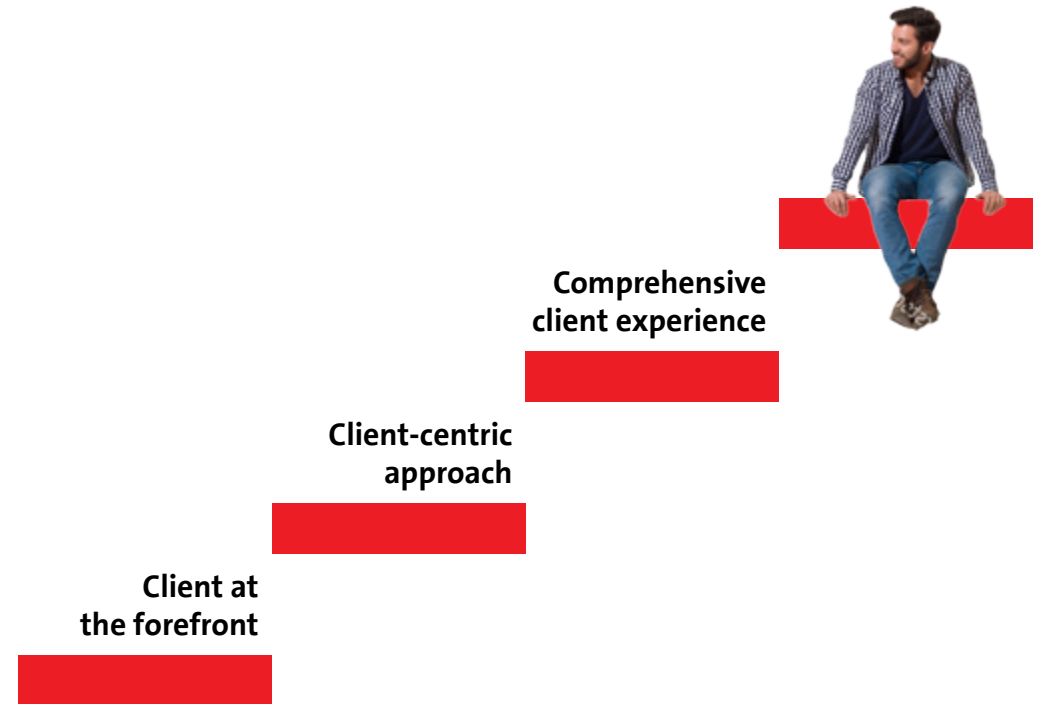 Comprehensive
client experience
Client-centric
approach
Client at
the forefront